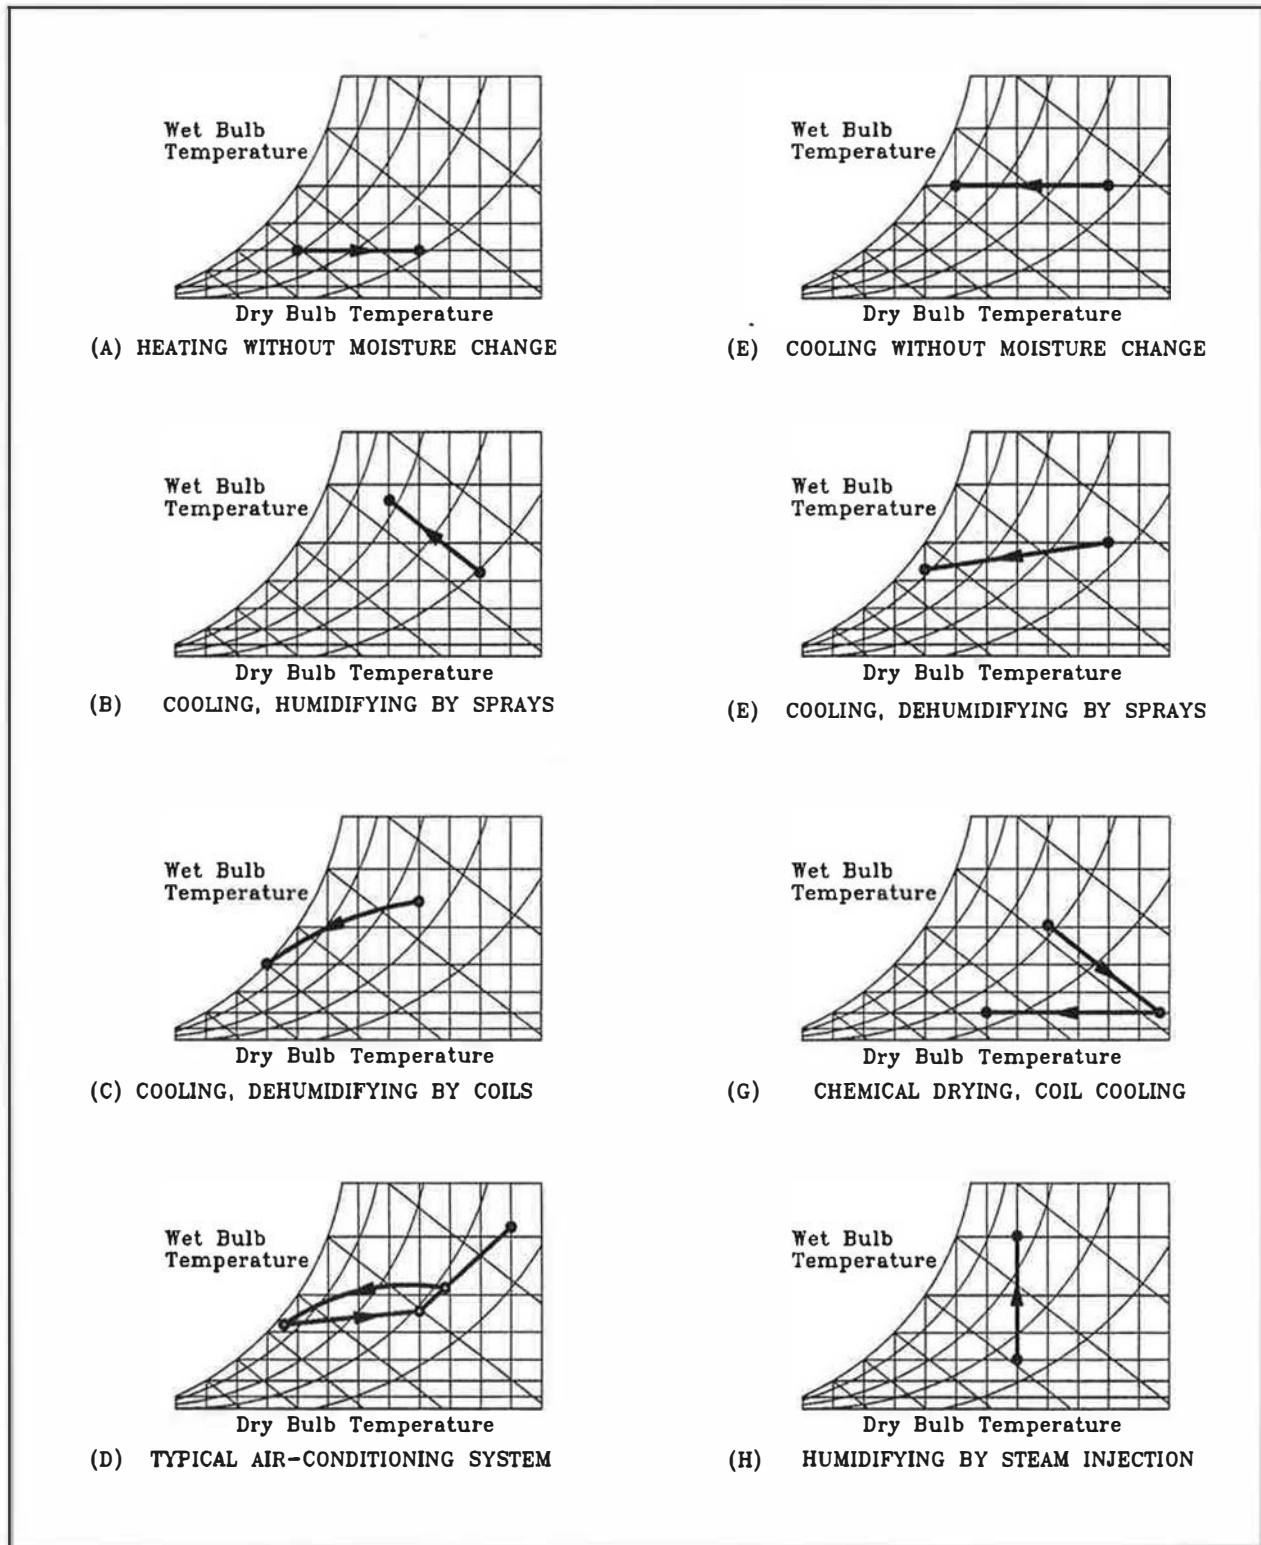 Wet Bulb
Temperature
Dry Bulb Temperature
(A) HEATING WITHOUT MOISTURE CHANGE
Wet Bulb
Temperature
Dry Bulb Temperature
(E) COOLING WITHOUT MOISTURE CHANGE
Wet Bulb
Temperature
Dry Bulb Temperature
(B) COOLING, HUMIDIFYING BY SPRAYS
Wet Bulb
Temperature
Dry Bulb Temperature
(E) COOLING, DEHUMIDIFYING BY SPRAYS
Wet Bulb
Temperature
Dry Bulb Temperature
(C) COOLING, DEHUMIDIFYING BY COILS
Wet Bulb
Temperature
Dry Bulb Temperature
(G) CHEMICAL DRYING, COIL COOLING
Wet Bulb
Temperature
Dry Bulb Temperature
(D) TYPICAL AIR-CONDITIONING SYSTEM
Wet Bulb
Temperature
Dry Bulb Temperature
(H) HUMIDIFYING BY STEAM INJECTION